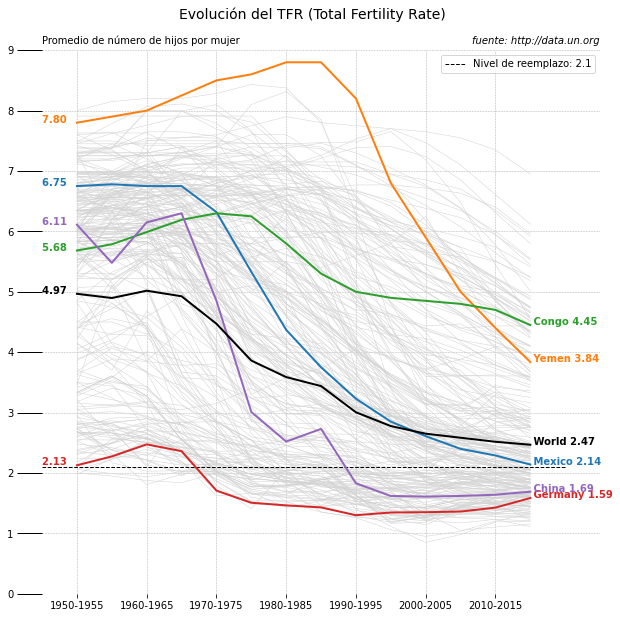 Evolución del TFR (Total Fertility Rate)
Promedio de número de hijos por mujer
fuente: http://data.un.org
Nivel de reemplazo: 2.1
9
8
7
6
5
4
3
2
1
0
7.80
6.75
6.11
5.68
4.97
2.13
Congo 4.45
Yemen 3.84
World 2.47
Mexico 2.14
China 1.69
Germany 1.59
1950-1955
1960-1965
1970-1975
1980-1985
1990-1995
2000-2005
2010-2015